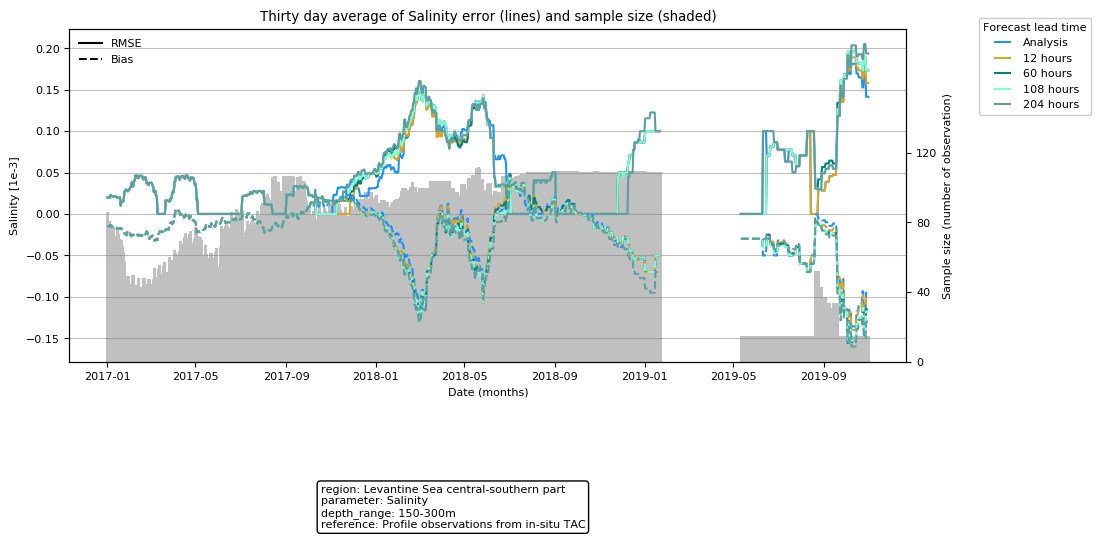 Thirty day average of Salinity error (lines) and sample size (shaded)
RMSE
Bias
Forecast lead time
Analysis
12 hours
60 hours
108 hours
204 hours
Salinity [1e-3]
0.20
0.15
0.10
0.05
0.00
−0.05
−0.10
−0.15
Sample size (number of observation)
120
80
40
0
2017-01 2017-05 2017-09 2018-01 2018-05 2018-09 2019-01 2019-05 2019-09
Date (months)
region: Levantine Sea central-southern part
parameter: Salinity
depth_range: 150-300m
reference: Profile observations from in-situ TAC